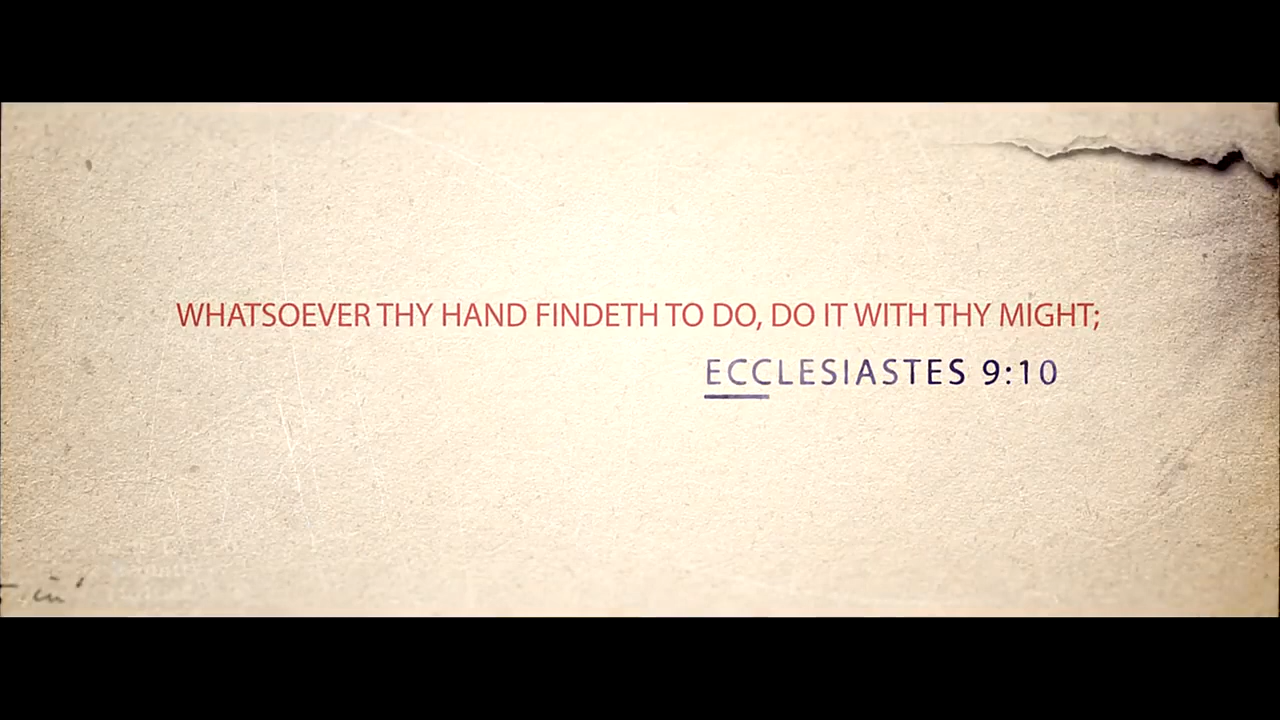 WHATSOEVER THY HAND FINDETH TO DO, DO IT WITH THY MIGHT;
ECCLESIASTES 9:10